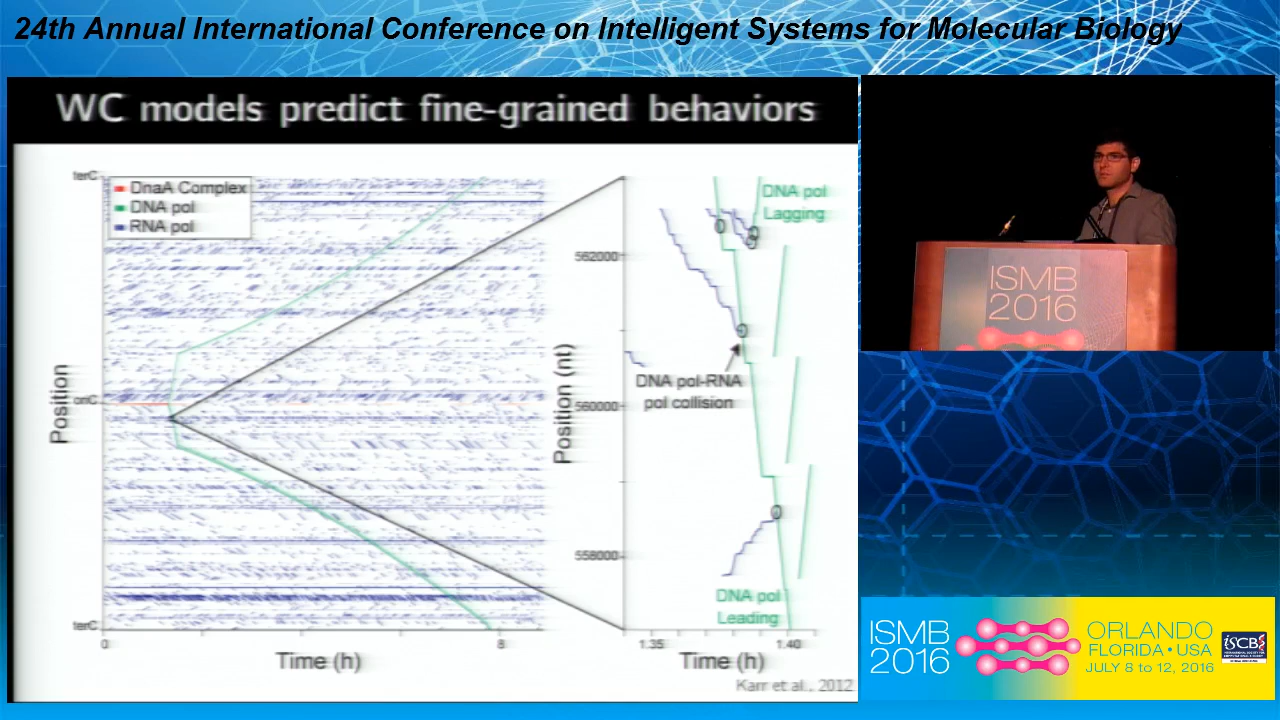 24th Annual International Conference on Intelligent Systems for Molecular Biology
WC models predict fine-grained behaviors
terC
DnaA Complex
DNA pol
RNA pol
Position
oriC
terC
0
8
Time (h)
Position (nt)
562000
560000
558000
DNA pol
Lagging
DNA pol-RNA
pol collision
DNA pol
Leading
1.35
1.40
Time (h)
Karr et al., 2012
ISMB
2016
ISMB
2016
ORLANDO
FLORIDA • USA
JULY 8 to 12, 2016
ISCB